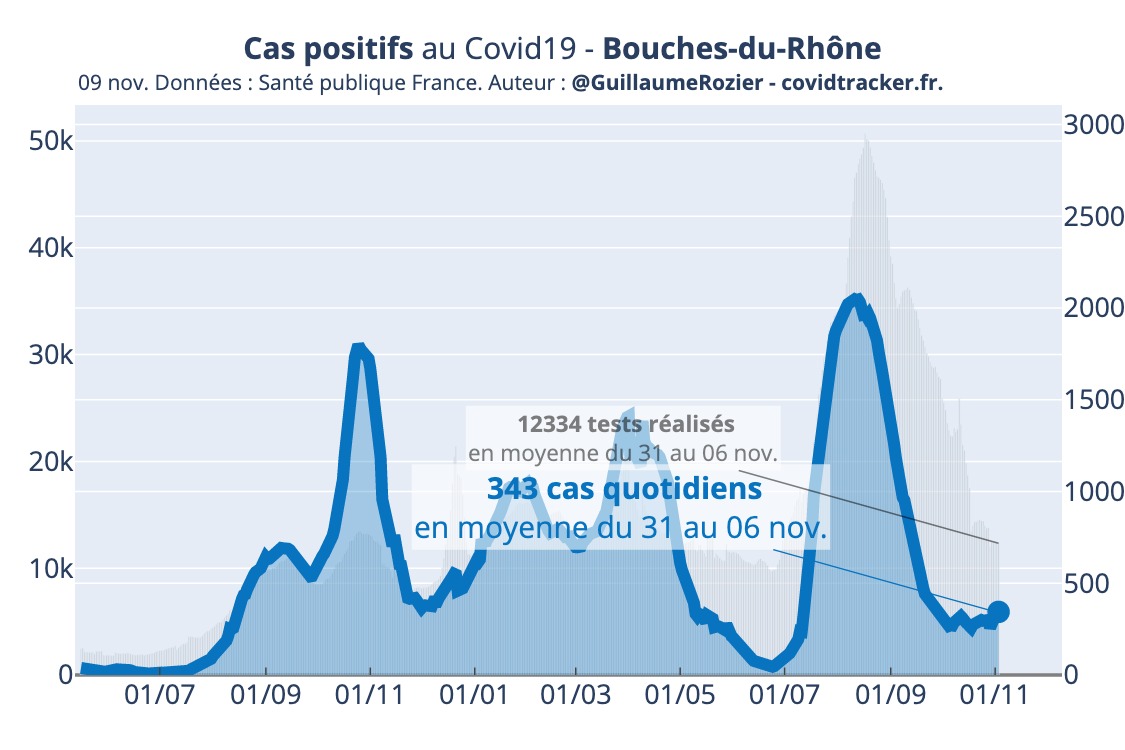 Cas positifs au Covid19 - Bouches-du-Rhône
09 nov. Données : Santé publique France. Auteur : @GuillaumeRozier - covidtracker.fr.
50k
40k
30k
20k
10k
0
3000
2500
2000
1500
1000
500
0
12334 tests réalisés
en moyenne du 31 au 06 nov.
343 cas quotidiens
en moyenne du 31 au 06 nov.
01/07 01/09 01/11 01/01 01/03 01/05 01/07 01/09 01/11